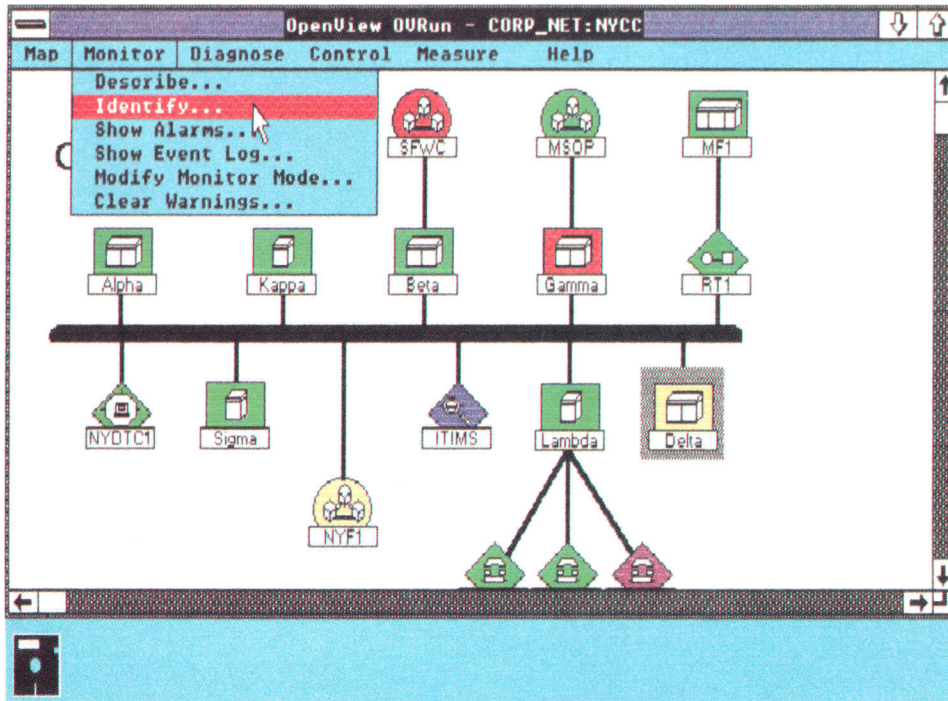 OpenView OVRun - CORP_NET:NYCC
Map Monitor Diagnose Control Measure Help
Describe...
Identify...
Show Alarms...
Show Event Log...
Modify Monitor Mode...
Clear Warnings...
SFWC MSOP MF1
Alpha Kappa Beta Gamma RT1
NYDTC1 Sigma ITIMS Lambda Delta
NYF1